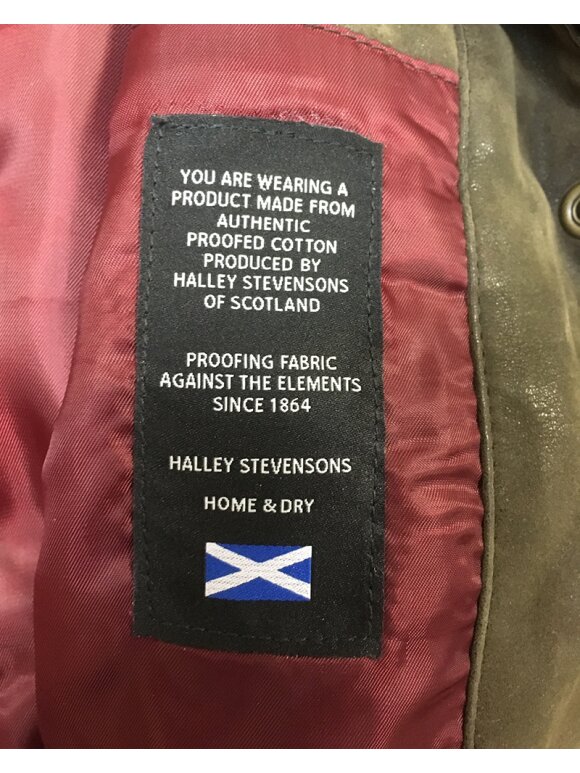 YOU ARE WEARING A
PRODUCT MADE FROM
AUTHENTIC
PROOFED COTTON
PRODUCED BY
HALLEY STEVENSONS
OF SCOTLAND
PROOFING FABRIC
AGAINST THE ELEMENTS
SINCE 1864
HALLEY STEVENSONS
HOME & DRY